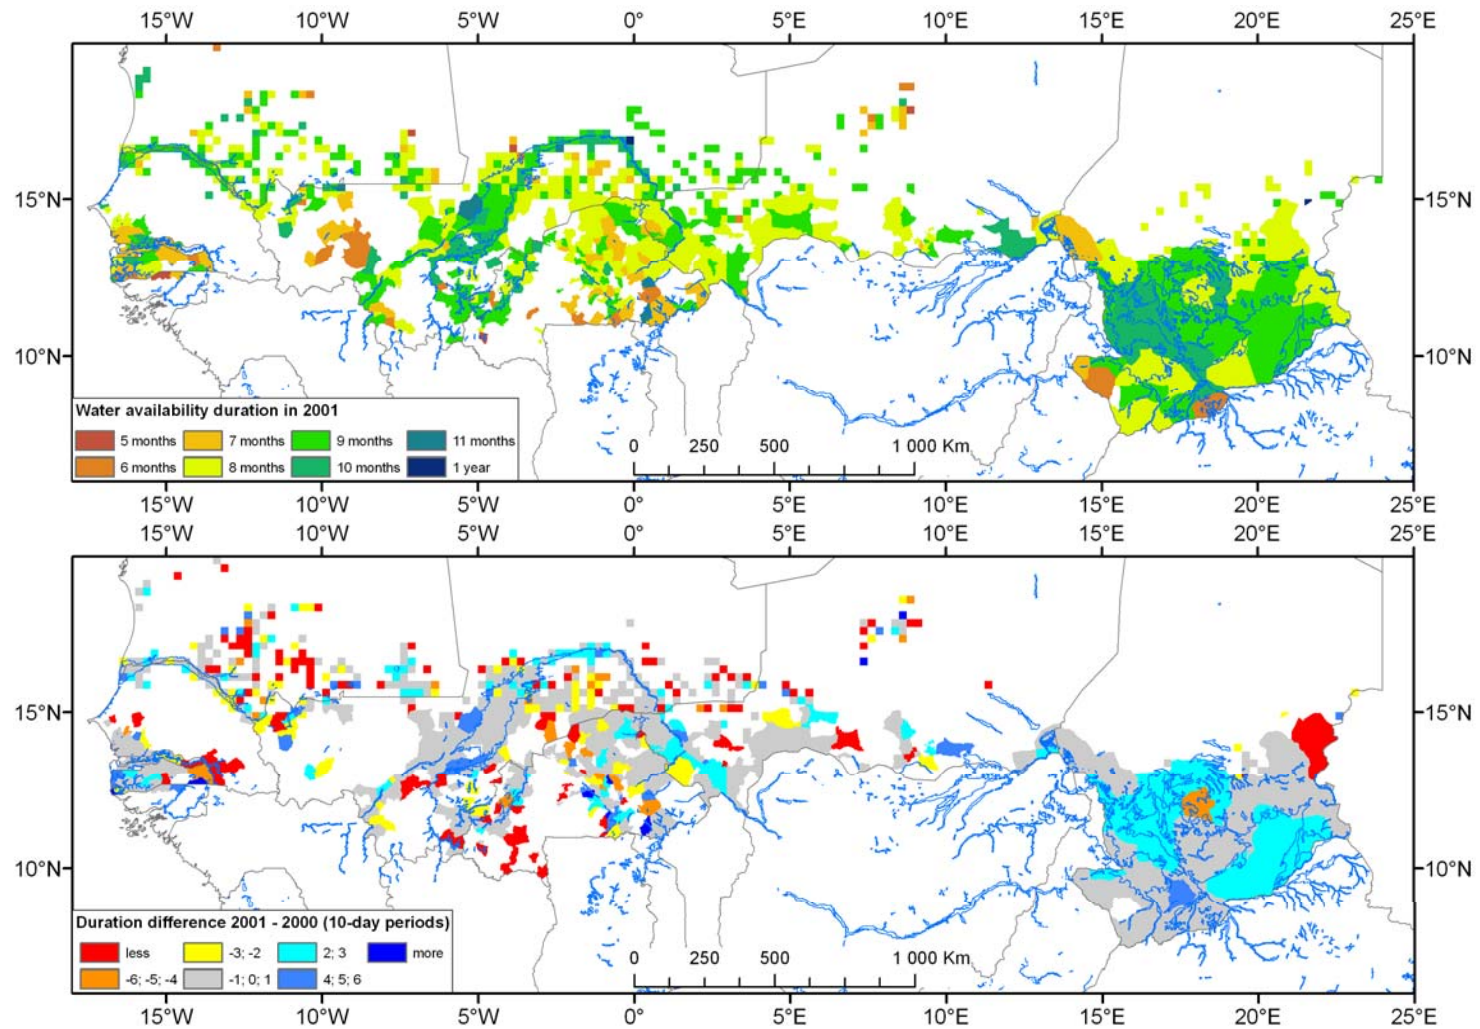 15°W 10°W 5°W 0° 5°E 10°E 15°E 20°E 25°E
15°N 15°N
10°N 10°N
Water availability duration in 2001
5 months 7 months 9 months 11 months
6 months 8 months 10 months 1 year
0 250 500 1000 Km
15°W 10°W 5°W 0° 5°E 10°E 15°E 20°E 25°E
15°W 10°W 5°W 0° 5°E 10°E 15°E 20°E 25°E
15°N 15°N
10°N 10°N
Duration difference 2001 - 2000 (10-day periods)
less -3; -2 2; 3 more
-6; -5; -4 -1; 0; 1 4; 5; 6
0 250 500 1000 Km
15°W 10°W 5°W 0° 5°E 10°E 15°E 20°E 25°E